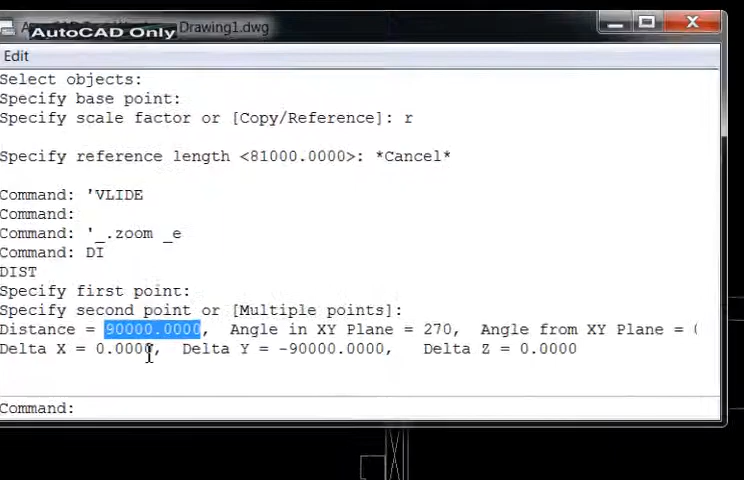 AutoCAD Only Drawing1.dwg
Edit
Select objects:
Specify base point:
Specify scale factor or [Copy/Reference]: r
Specify reference length <81000.0000>: *Cancel*
Command: 'VLIDE
Command:
Command: '_.zoom _e
Command: DI
DIST
Specify first point:
Specify second point or [Multiple points]:
Distance = 90000.0000, Angle in XY Plane = 270, Angle from XY Plane =
Delta X = 0.0000, Delta Y = -90000.0000, Delta Z = 0.0000
Command: